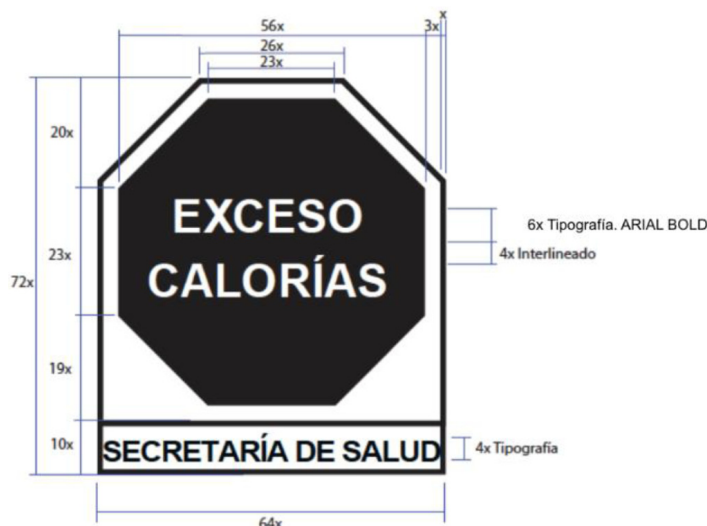 x
56x
3x
26x
23x
20x
EXCESO
6x Tipografía. ARIAL BOLD
23x
4x Interlineado
CALORÍAS
72x
19x
10x
SECRETARÍA DE SALUD
4x Tipografía
64x